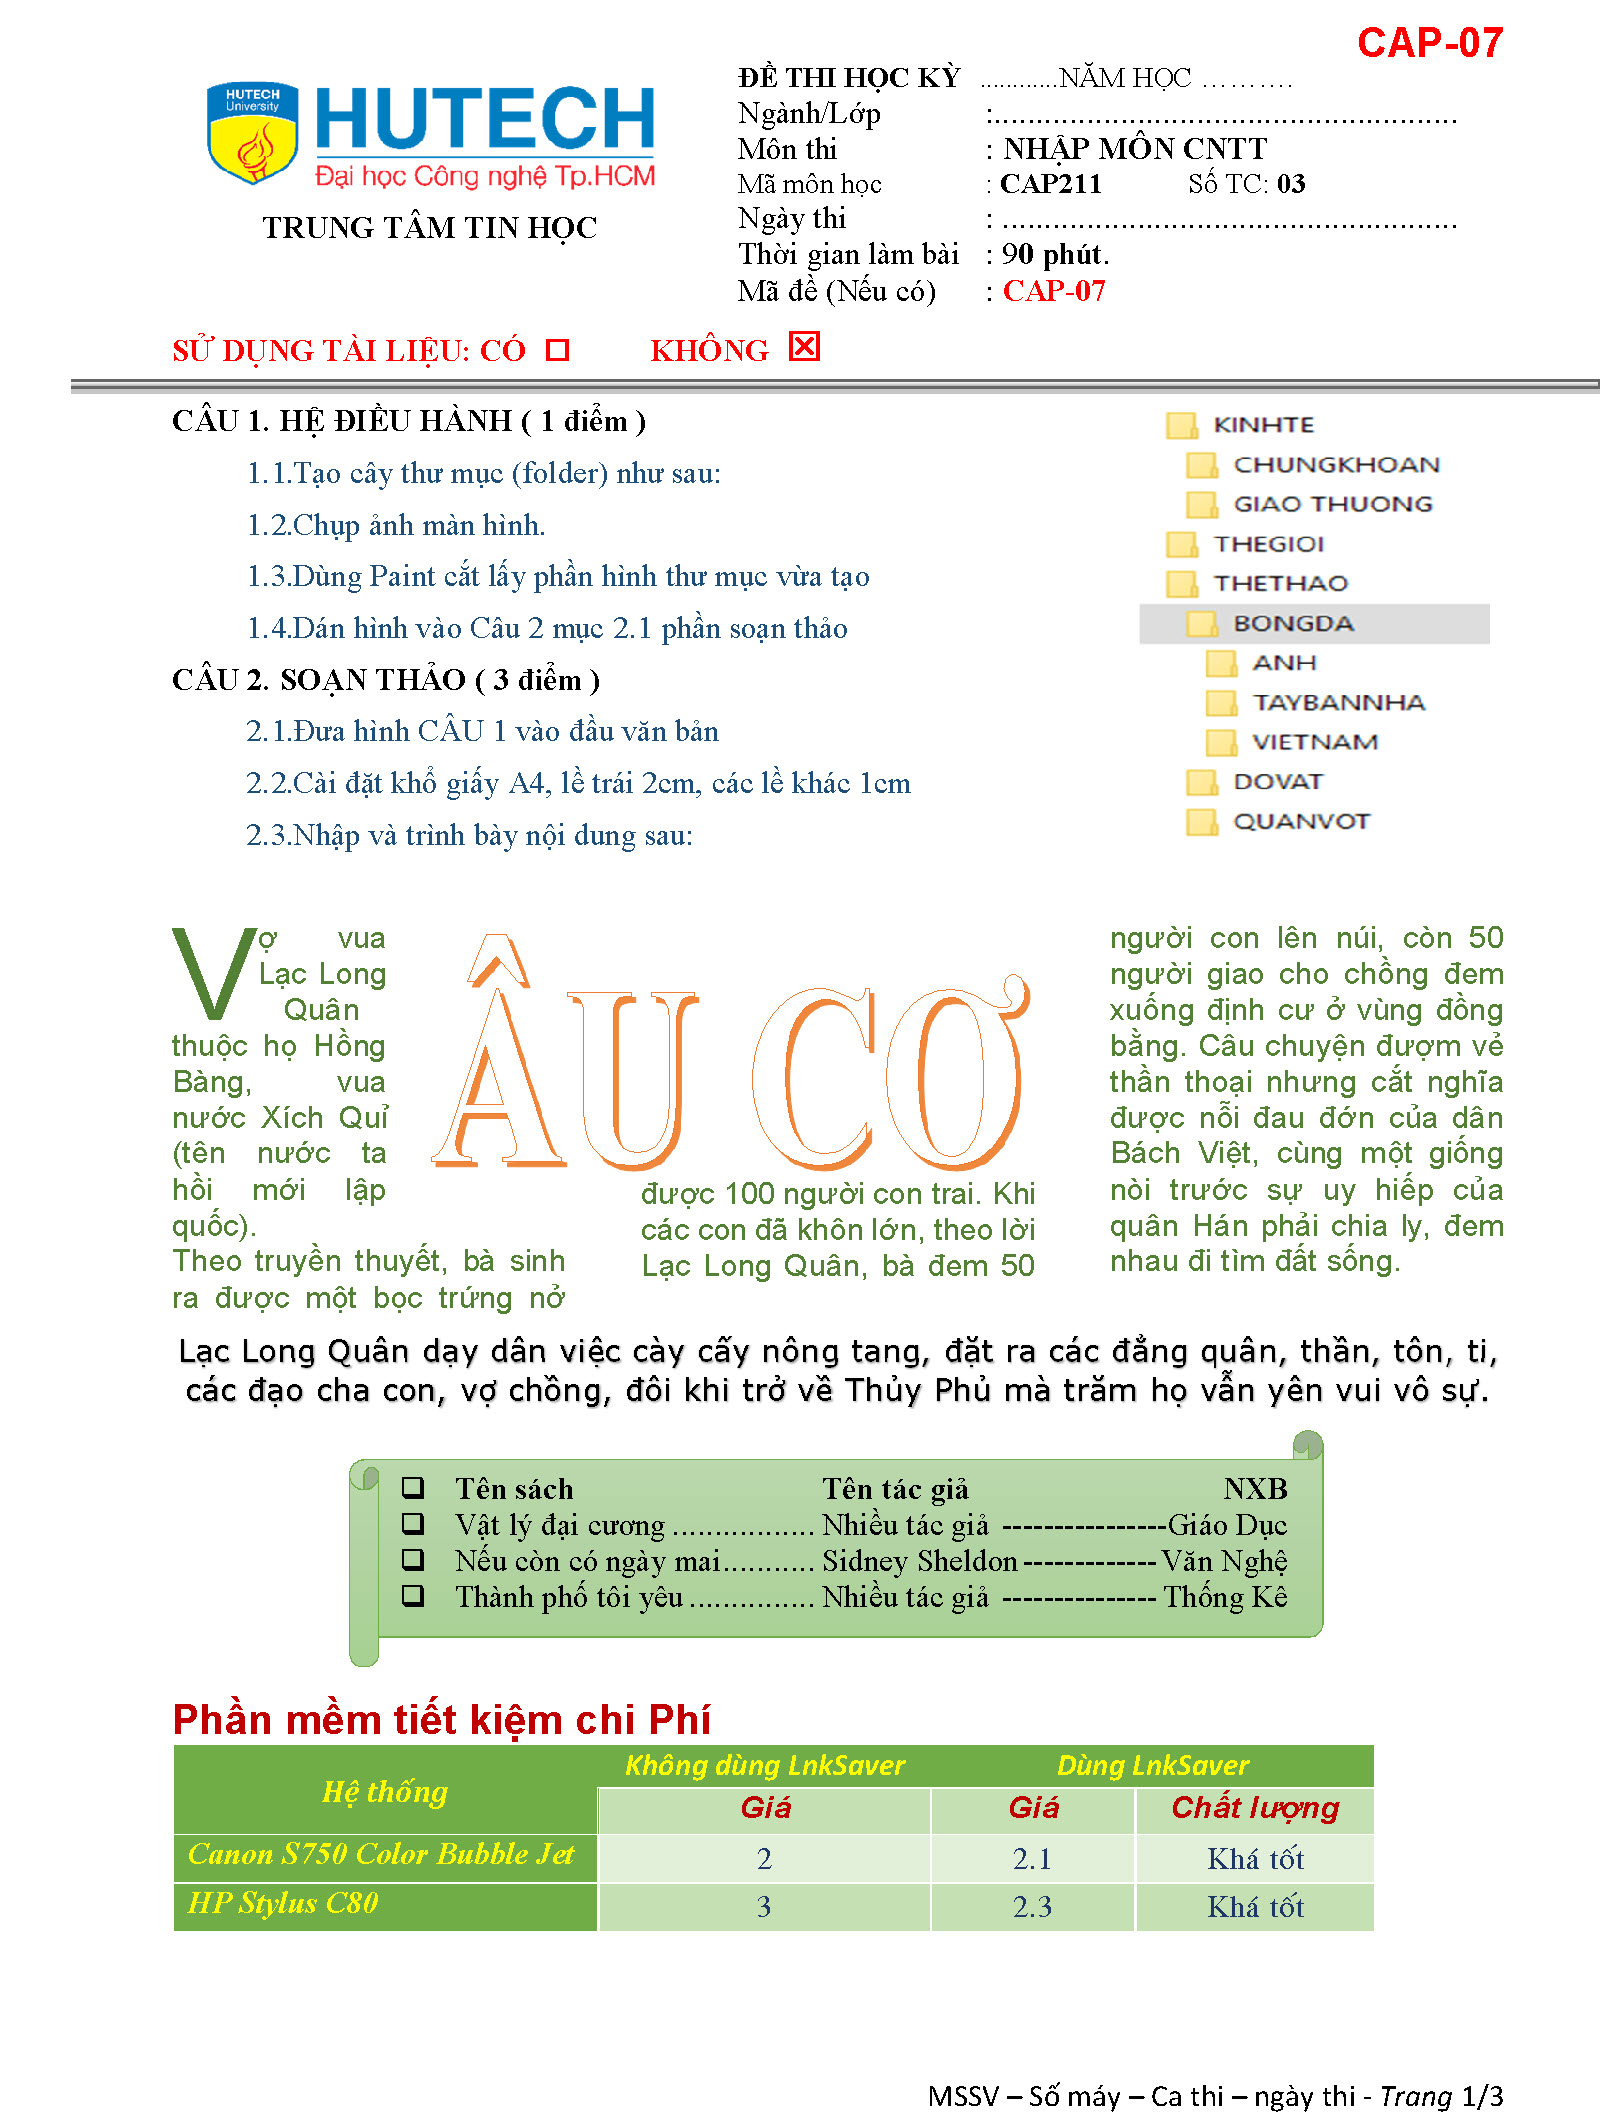 CAP-07
HUTECH
University
HUTECH
Đại học Công nghệ Tp.HCM
TRUNG TÂM TIN HỌC
ĐỀ THI HỌC KỲ ............NĂM HỌC ……….
Ngành/Lớp :.......................................................
Môn thi : NHẬP MÔN CNTT
Mã môn học : CAP211 Số TC: 03
Ngày thi : ......................................................
Thời gian làm bài : 90 phút.
Mã đề (Nếu có) : CAP-07
SỬ DỤNG TÀI LIỆU: CÓ ☐ KHÔNG ☒
CÂU 1. HỆ ĐIỀU HÀNH ( 1 điểm )
1.1.Tạo cây thư mục (folder) như sau:
1.2.Chụp ảnh màn hình.
1.3.Dùng Paint cắt lấy phần hình thư mục vừa tạo
1.4.Dán hình vào Câu 2 mục 2.1 phần soạn thảo
KINHTE
CHUNGKHOAN
GIAO THUONG
THEGIOI
THETHAO
BONGDA
ANH
TAYBANNHA
VIETNAM
DOVAT
QUANVOT
CÂU 2. SOẠN THẢO ( 3 điểm )
2.1.Đưa hình CÂU 1 vào đầu văn bản
2.2.Cài đặt khổ giấy A4, lề trái 2cm, các lề khác 1cm
2.3.Nhập và trình bày nội dung sau:
ÂU CƠ
Vợ vua
Lạc Long
Quân
thuộc họ Hồng
Bàng, vua
nước Xích Quỉ
(tên nước ta
hồi mới lập
quốc).
Theo truyền thuyết, bà sinh
ra được một bọc trứng nở
được 100 người con trai. Khi
các con đã khôn lớn, theo lời
Lạc Long Quân, bà đem 50
người con lên núi, còn 50
người giao cho chồng đem
xuống định cư ở vùng đồng
bằng. Câu chuyện đượm vẻ
thần thoại nhưng cắt nghĩa
được nỗi đau đớn của dân
Bách Việt, cùng một giống
nòi trước sự uy hiếp của
quân Hán phải chia ly, đem
nhau đi tìm đất sống.
Lạc Long Quân dạy dân việc cày cấy nông tang, đặt ra các đẳng quân, thần, tôn, ti,
các đạo cha con, vợ chồng, đôi khi trở về Thủy Phủ mà trăm họ vẫn yên vui vô sự.
❑ Tên sách Tên tác giả NXB
❑ Vật lý đại cương ................. Nhiều tác giả ----------------Giáo Dục
❑ Nếu còn có ngày mai........... Sidney Sheldon ------------- Văn Nghệ
❑ Thành phố tôi yêu ............... Nhiều tác giả --------------- Thống Kê
Phần mềm tiết kiệm chi Phí
Hệ thống Không dùng LnkSaver Dùng LnkSaver
Giá Giá Chất lượng
Canon S750 Color Bubble Jet 2 2.1 Khá tốt
HP Stylus C80 3 2.3 Khá tốt
MSSV – Số máy – Ca thi – ngày thi - Trang 1/3